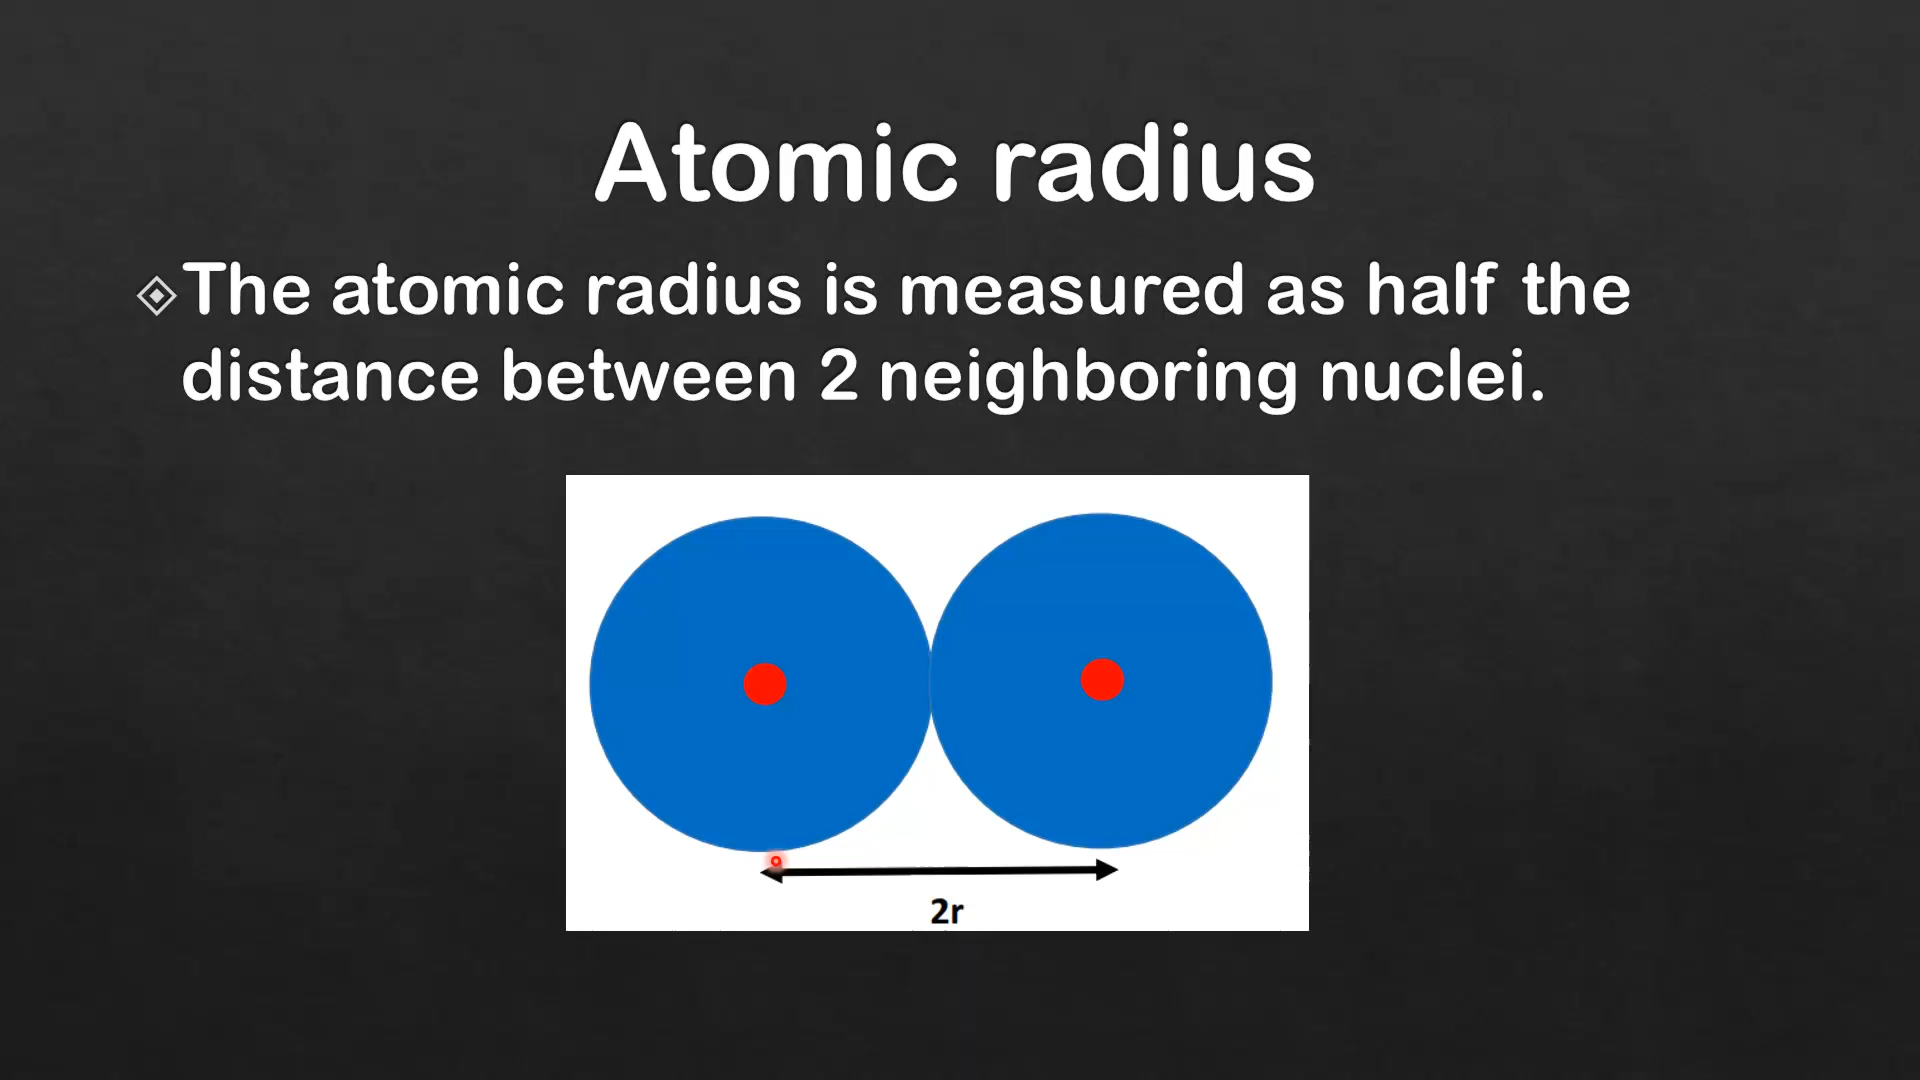 Atomic radius
The atomic radius is measured as half the
distance between 2 neighboring nuclei.
2r